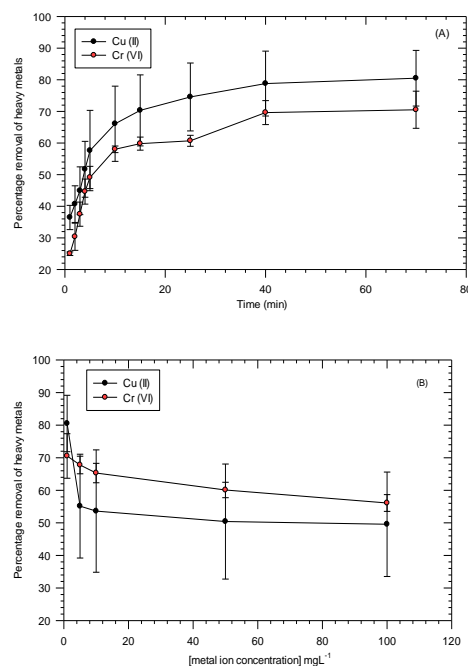 100
90
80
70
60
50
40
30
20
Percentage removal of heavy metals
Cu (II)
Cr (VI)
(A)
0 20 40 60 80
Time (min)
100
90
80
70
60
50
40
30
20
Percentage removal of heavy metals
Cu (II)
Cr (VI)
(B)
0 20 40 60 80 100 120
[metal ion concentration] mgL⁻¹